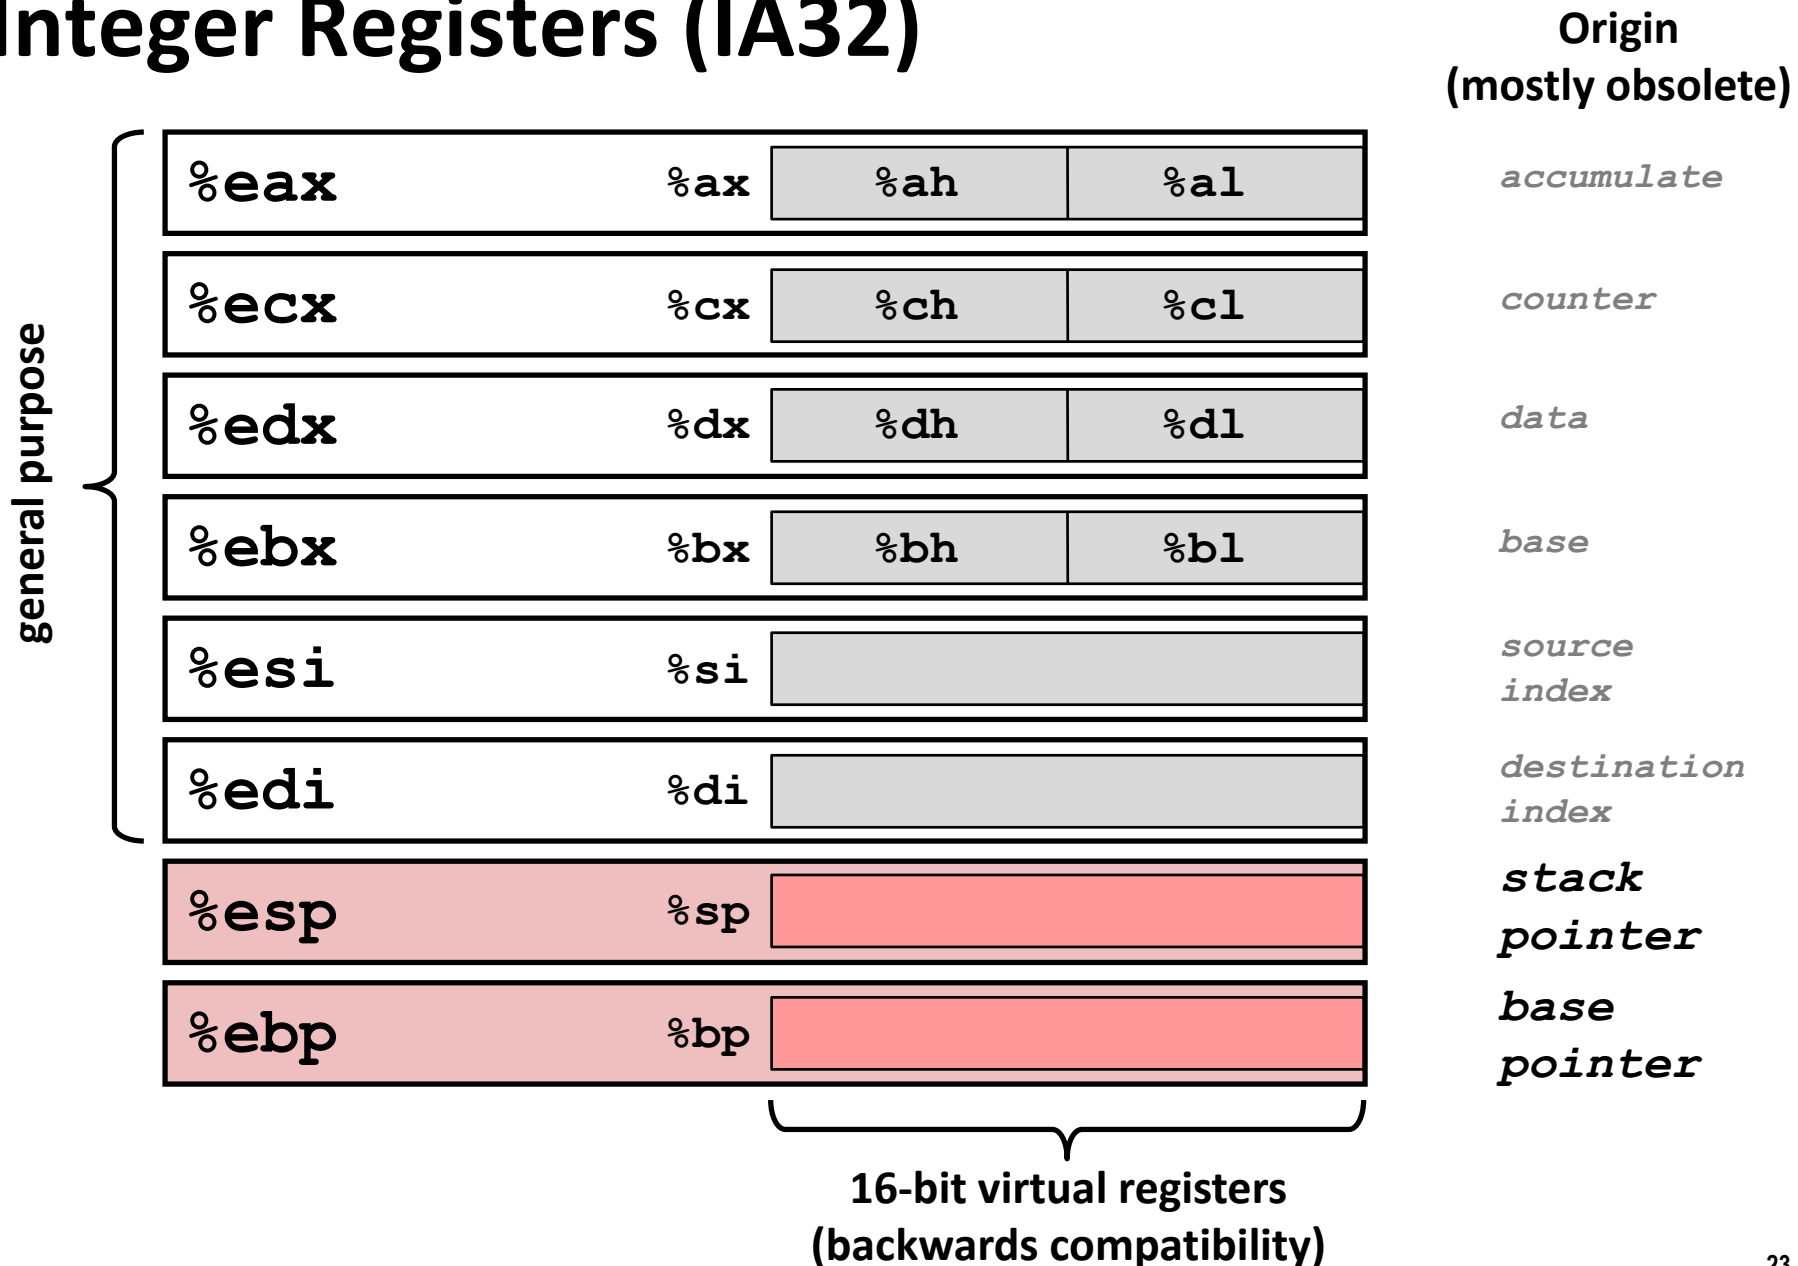 Integer Registers (IA32)
Origin
(mostly obsolete)
general purpose
%eax %ax %ah %al accumulate
%ecx %cx %ch %cl counter
%edx %dx %dh %dl data
%ebx %bx %bh %bl base
%esi %si source
index
%edi %di destination
index
%esp %sp stack
pointer
%ebp %bp base
pointer
16-bit virtual registers
(backwards compatibility)
23